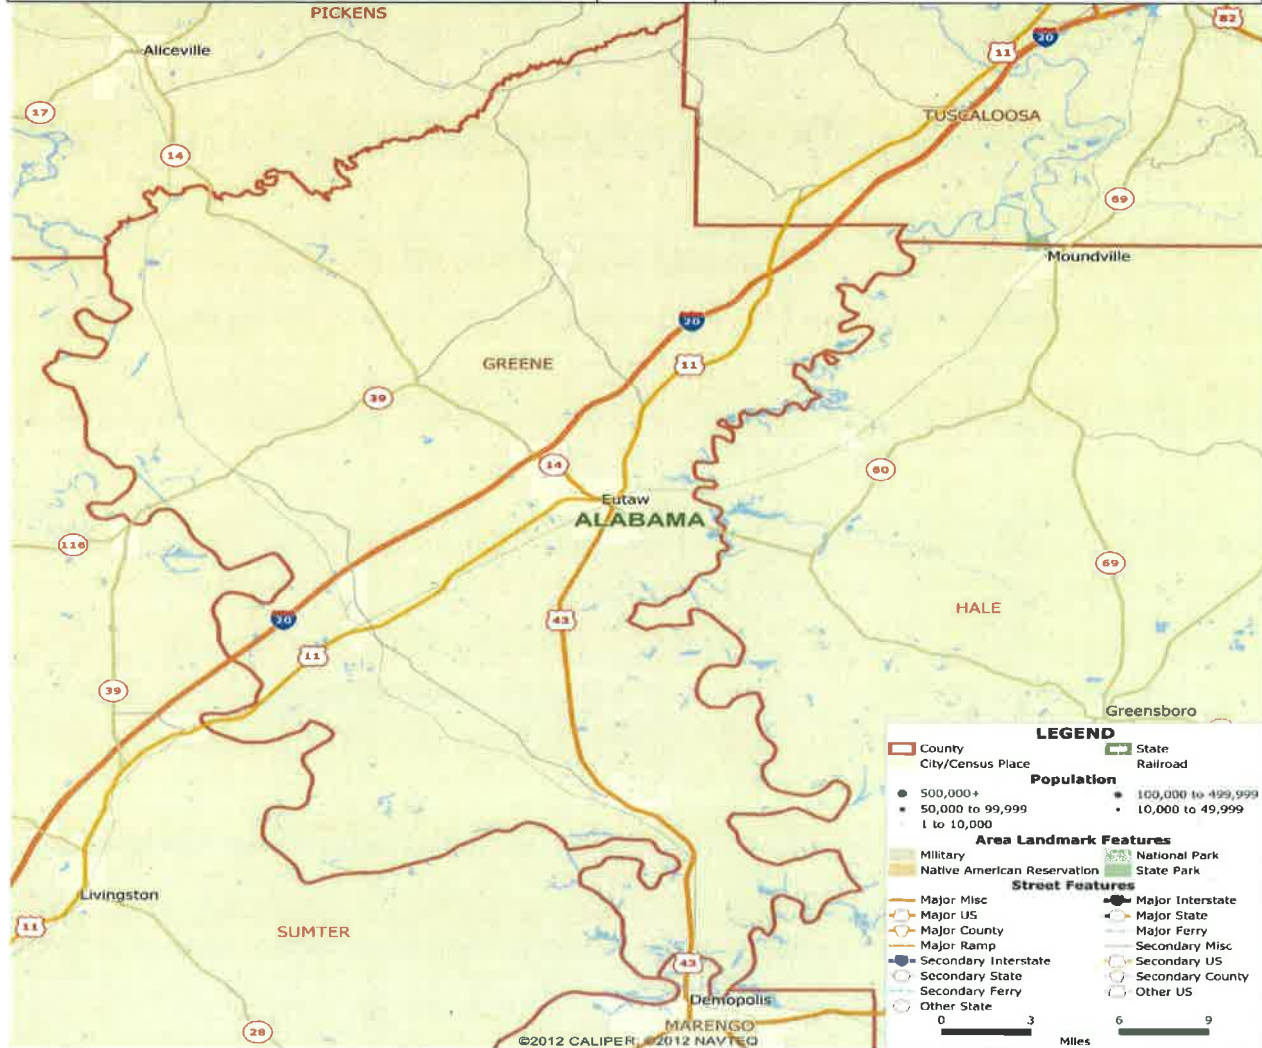 PICKENS
82
Aliceville
11
20
17
TUSCALOOSA
14
69
Moundville
20
GREENE
11
39
14
60
Eutaw
ALABAMA
116
69
HALE
20
43
11
39
Greensboro
LEGEND
County
State
City/Census Place
Railroad
Population
500,000+
100,000 to 499,999
50,000 to 99,999
10,000 to 49,999
1 to 10,000
Area Landmark Features
Military
National Park
Native American Reservation
State Park
Street Features
Major Misc
Major Interstate
Major US
Major State
Major County
Major Ferry
Major Ramp
Secondary Misc
Secondary Interstate
Secondary US
Secondary State
Secondary County
Secondary Ferry
Other US
Other State
0 3 6 9
Miles
Livingston
11
SUMTER
43
Demopolis
28
MARENGO
©2012 CALIPER; ©2012 NAVTEQ